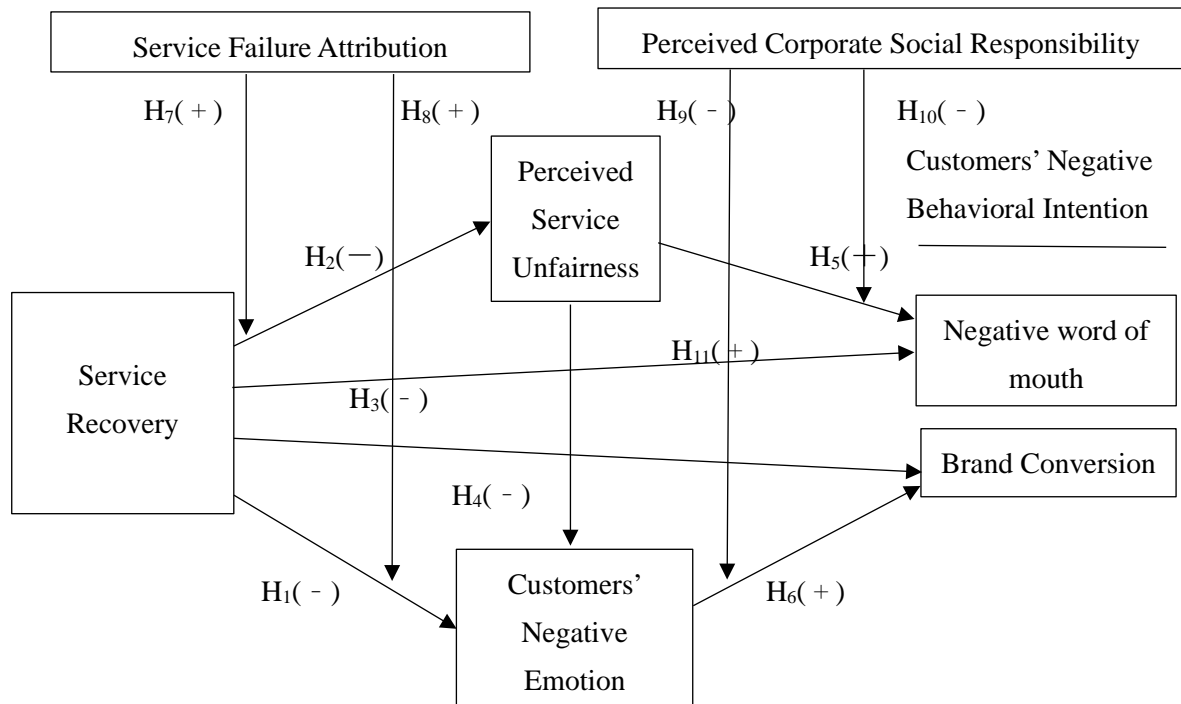 Service Failure Attribution
Perceived Corporate Social Responsibility
H₇(+)
H₈(+)
H₉(-)
H₁₀(-)
Perceived
Service
Unfairness
Customers’ Negative
Behavioral Intention
H₂(—)
H₅(+)
Service
Recovery
H₁₁(+)
Negative word of
mouth
H₃(-)
Brand Conversion
H₄(-)
H₁(-)
Customers’
Negative
Emotion
H₆(+)